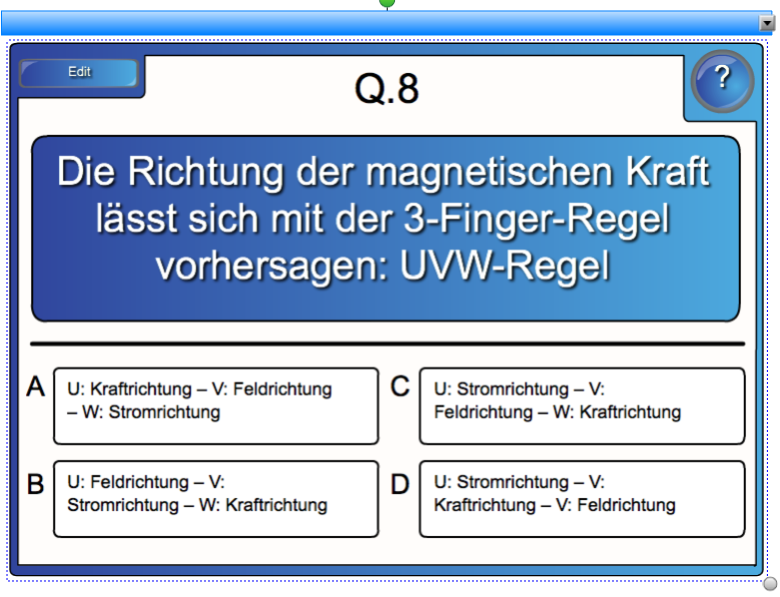 Edit
Q.8
?
Die Richtung der magnetischen Kraft
lässt sich mit der 3-Finger-Regel
vorhersagen: UVW-Regel
A
U: Kraftrichtung – V: Feldrichtung
– W: Stromrichtung
C
U: Stromrichtung – V:
Feldrichtung – W: Kraftrichtung
B
U: Feldrichtung – V:
Stromrichtung – W: Kraftrichtung
D
U: Stromrichtung – V:
Kraftrichtung – V: Feldrichtung